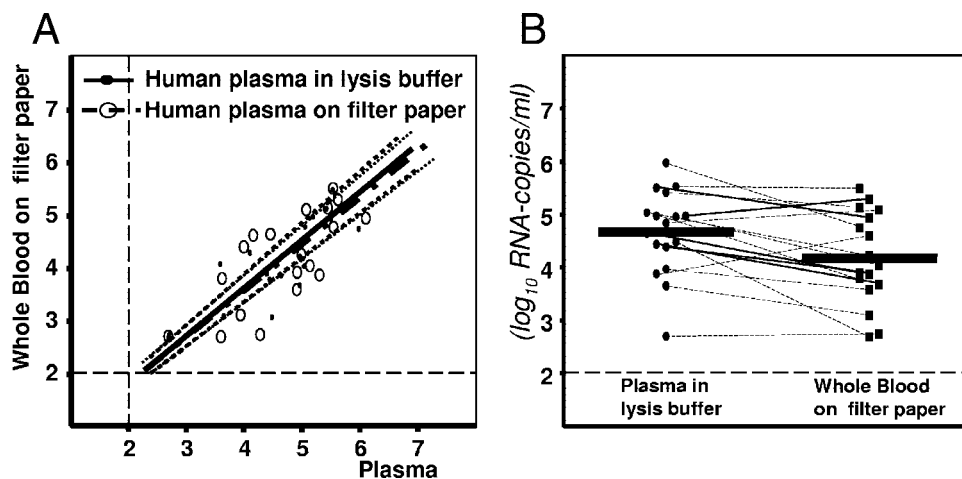 A
Human plasma in lysis buffer
Human plasma on filter paper
Whole Blood on filter paper
7
6
5
4
3
2
2 3 4 5 6 7
Plasma
B
(log10 RNA-copies/ml)
7
6
5
4
3
2
Plasma in
lysis buffer
Whole Blood
on filter paper